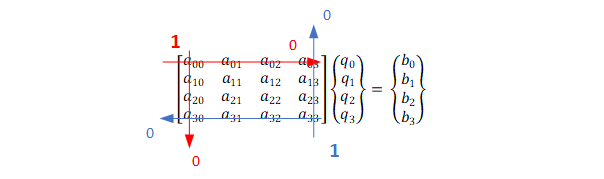 0
1 0
a₀₀ a₀₁ a₀₂ a₀₃ q₀ b₀
a₁₀ a₁₁ a₁₂ a₁₃ q₁ = b₁
a₂₀ a₂₁ a₂₂ a₂₃ q₂ b₂
a₃₀ a₃₁ a₃₂ a₃₃ q₃ b₃
0 1
0